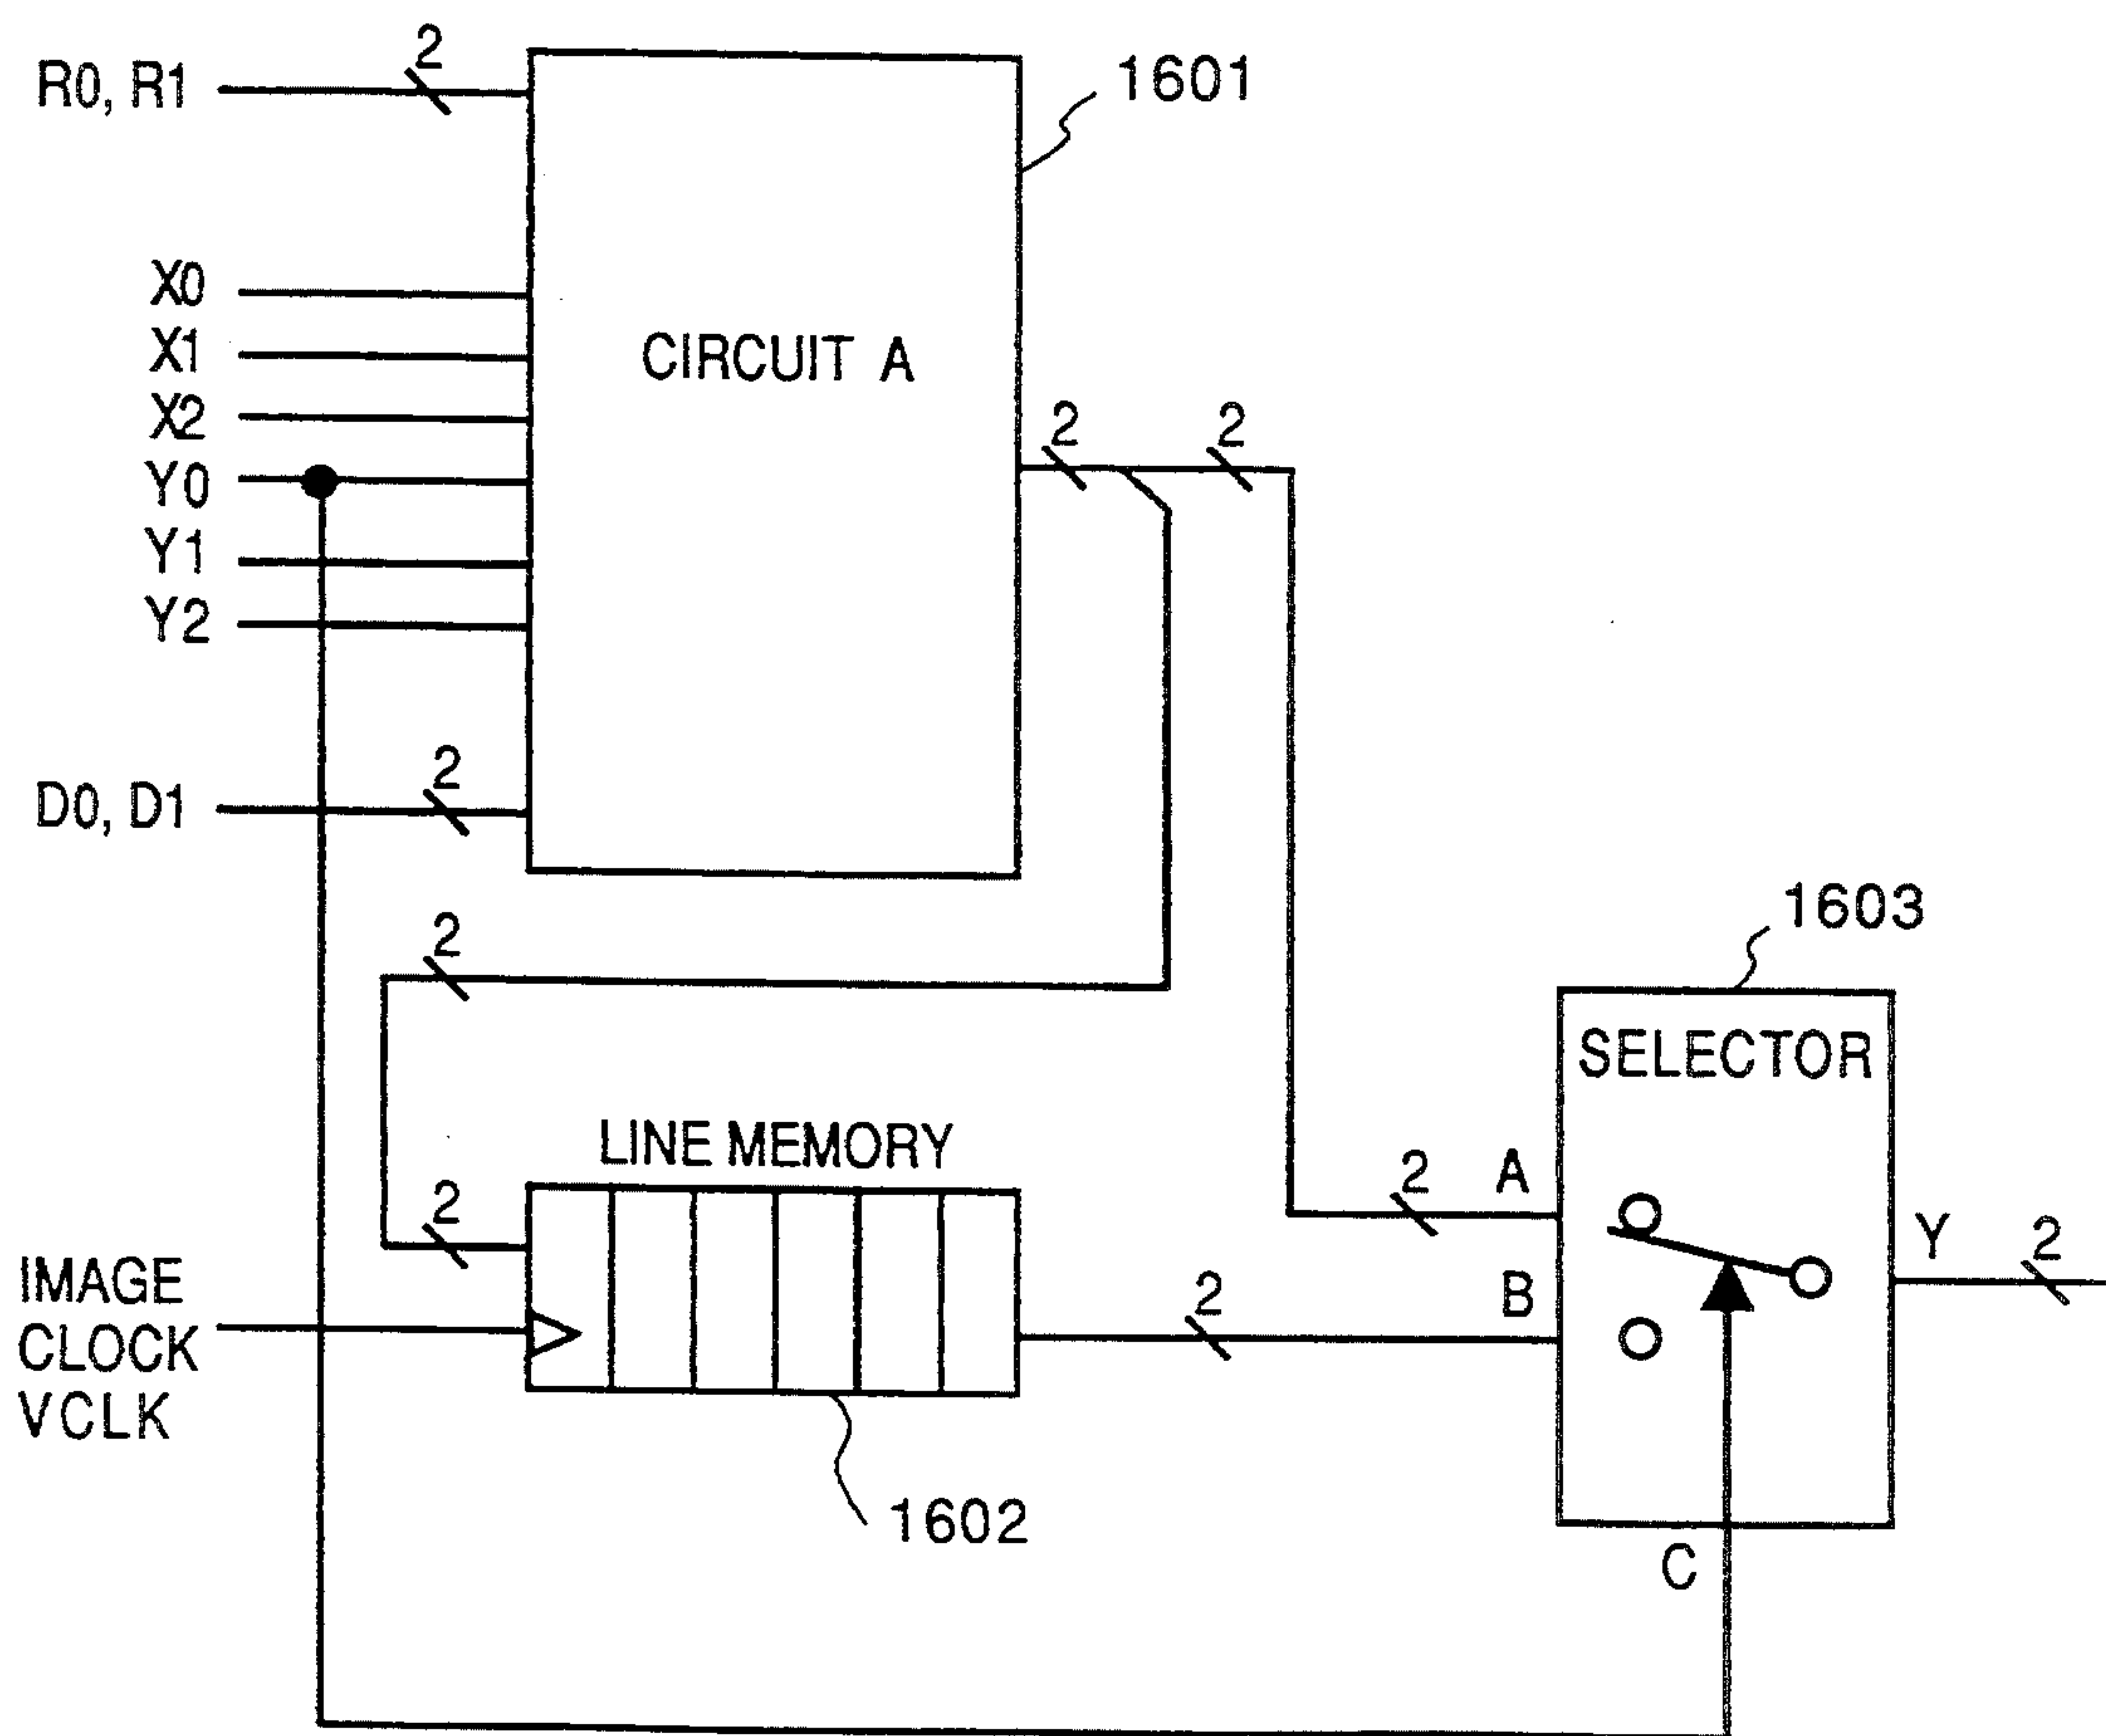 2
R0, R1
1601
X0
X1
X2
Y0
Y1
Y2
CIRCUIT A
2
2
D0, D1
2
2
1603
SELECTOR
LINE MEMORY
2
2
A
2
B
Y
2
IMAGE
CLOCK
VCLK
1602
C